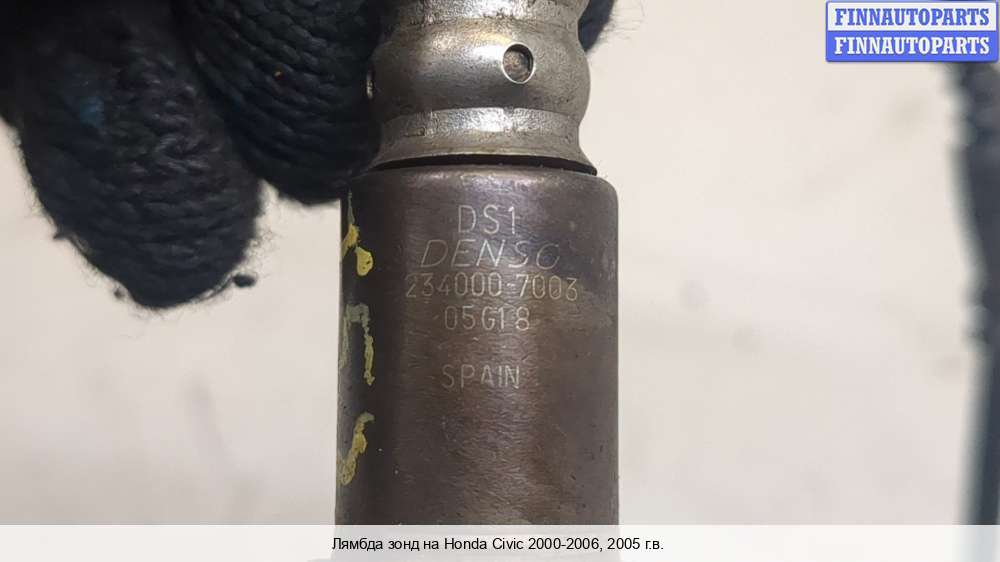 FINNAUTOPARTS
FINNAUTOPARTS
DS1
DENSO
234000-7003
05G18
SPAIN
Лямбда зонд на Honda Civic 2000-2006, 2005 г.в.